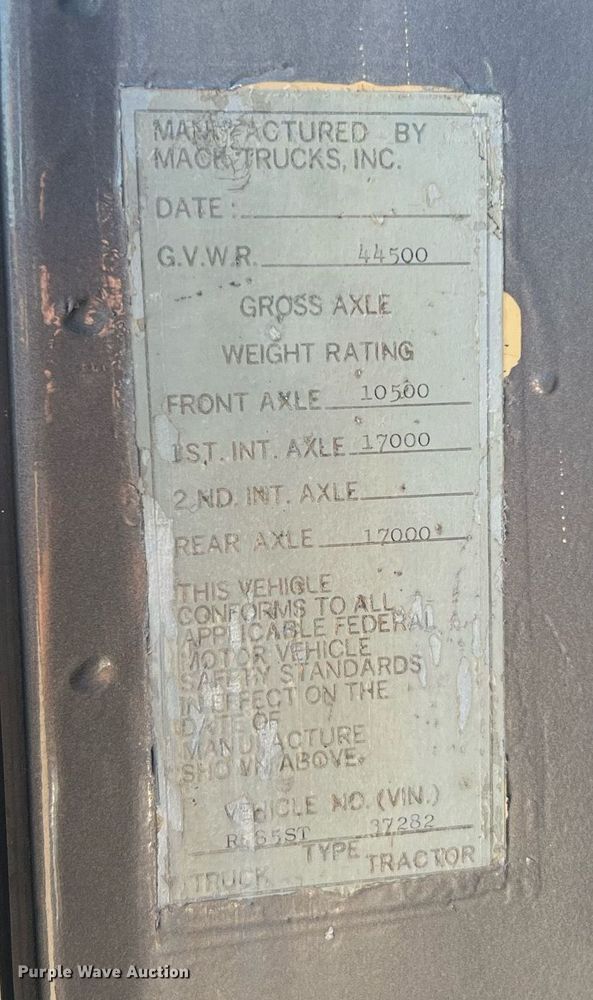 MANUFACTURED BY
MACK TRUCKS, INC.
DATE:
G.V.W.R. 44500
GROSS AXLE
WEIGHT RATING
FRONT AXLE 10500
1ST. INT. AXLE 17000
2ND. INT. AXLE
REAR AXLE 17000
THIS VEHICLE
CONFORMS TO ALL
APPLICABLE FEDERAL
MOTOR VEHICLE
SAFETY STANDARDS
IN EFFECT ON THE
DATE OF
MANUFACTURE
SHOWN ABOVE.
VEHICLE NO. (VIN.)
37282
TYPE
TRUCK TRACTOR
Purple Wave Auction